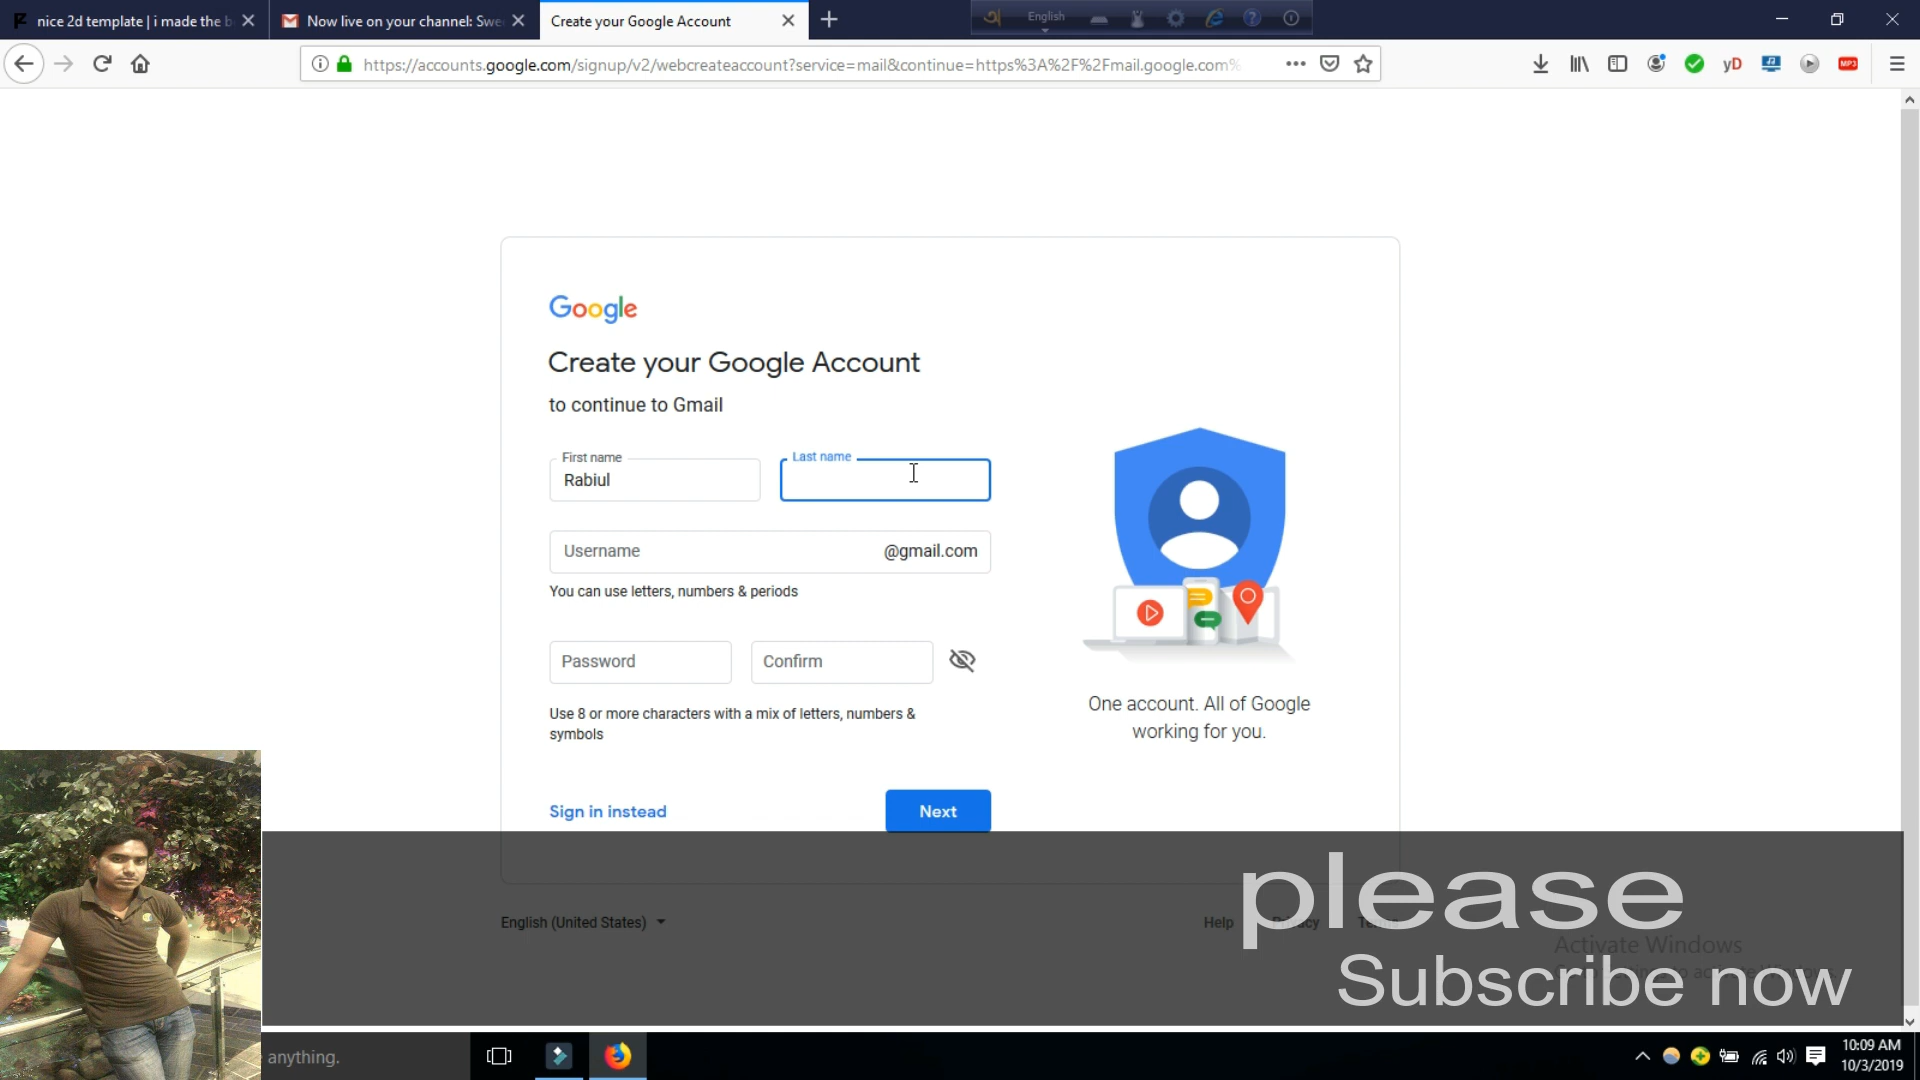 nice 2d template | i made the b
Now live on your channel: Swe
Create your Google Account
English
https://accounts.google.com/signup/v2/webcreateaccount?service=mail&continue=https%3A%2F%2Fmail.google.com%
yD
MP3
Google
Create your Google Account
to continue to Gmail
First name
Last name
Rabiul
Username
@gmail.com
You can use letters, numbers & periods
Password
Confirm
Use 8 or more characters with a mix of letters, numbers &
symbols
One account. All of Google
working for you.
Sign in instead
Next
English (United States)
Help
Privacy
please
Activate Windows
Subscribe now
anything.
10:09 AM
10/3/2019